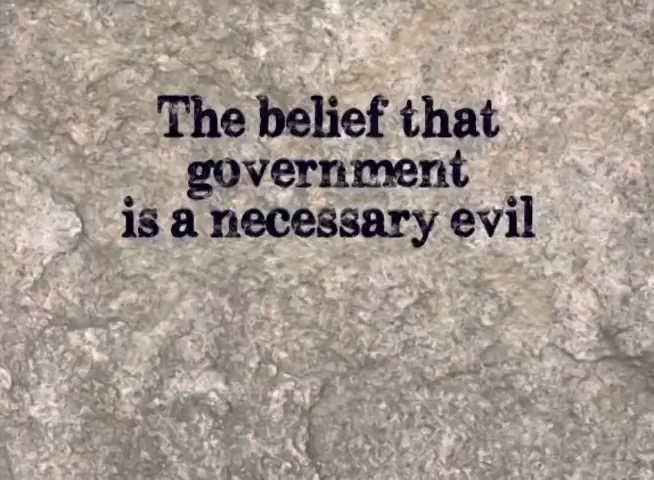 The belief that
government
is a necessary evil